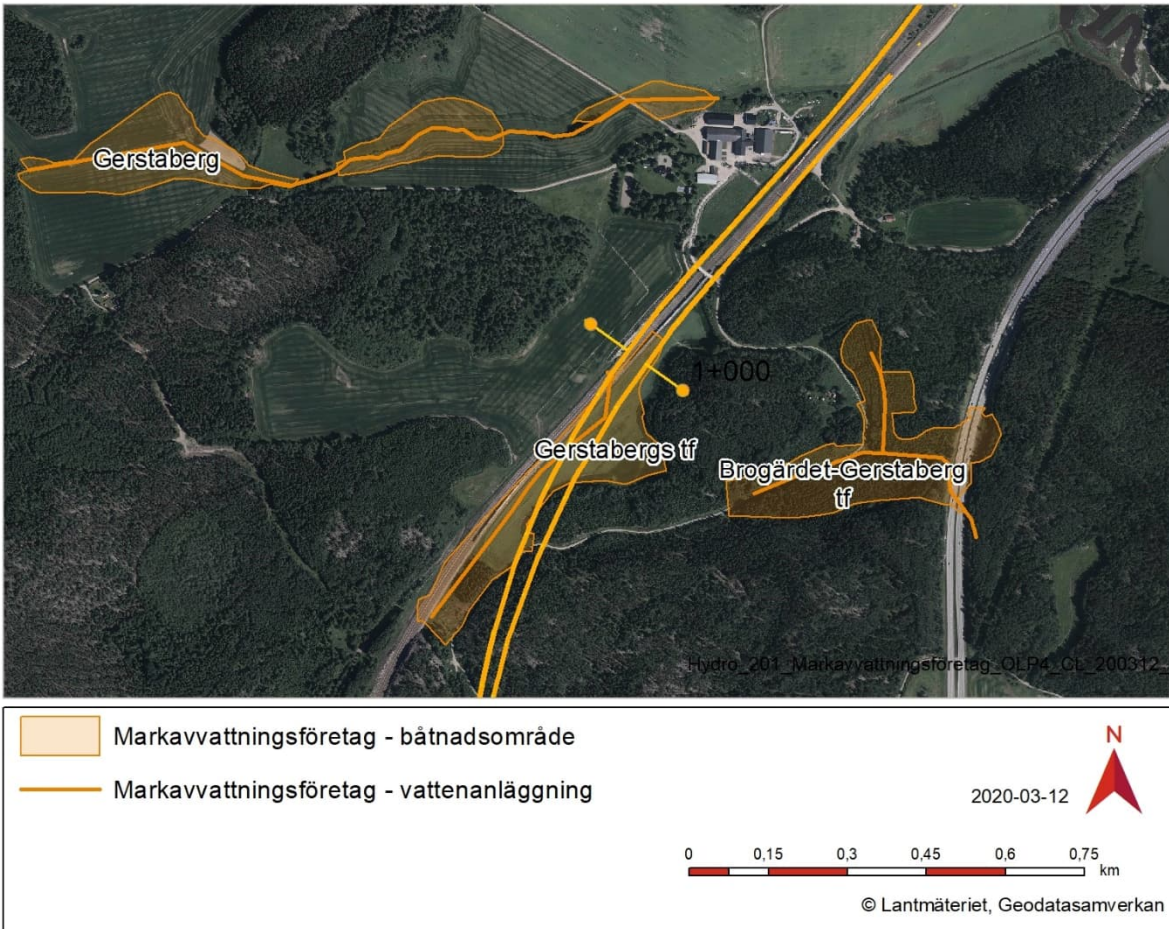 Gerstaberg
1+000
Gerstabergs tf
Brogärdet-Gerstaberg
tf
Hydro_201_Markavvattningsföretag_OLP4_CL_200312_
Markavvattningsföretag - båtnadsområde
Markavvattningsföretag - vattenanläggning
N
2020-03-12
0 0,15 0,3 0,45 0,6 0,75
km
© Lantmäteriet, Geodatasamverkan